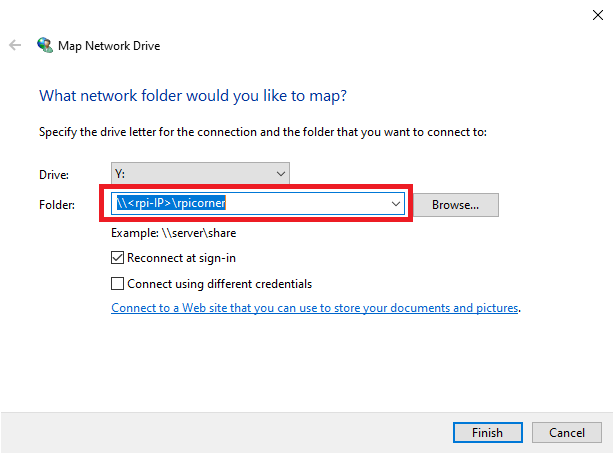 Map Network Drive
What network folder would you like to map?
Specify the drive letter for the connection and the folder that you want to connect to:
Drive: Y:
Folder: \\<rpi-IP>\rpicorner Browse...
Example: \\server\share
Reconnect at sign-in
Connect using different credentials
Connect to a Web site that you can use to store your documents and pictures.
Finish Cancel